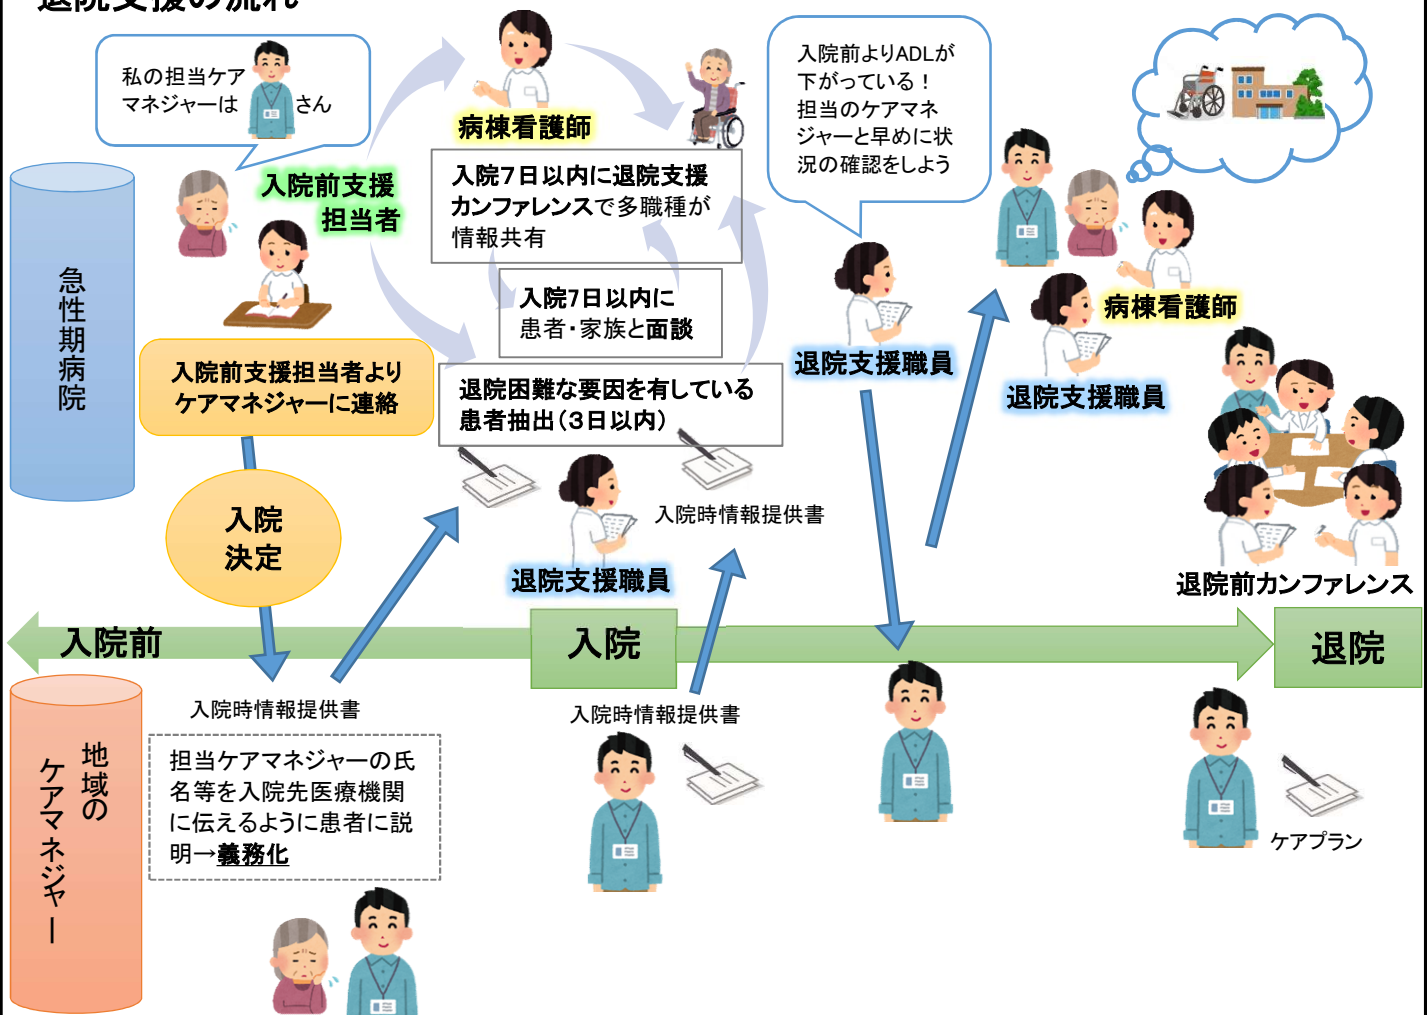 退院支援の流れ
私の担当ケア
マネジャーは さん
入院前支援
担当者
病棟看護師
入院7日以内に退院支援
カンファレンスで多職種が
情報共有
入院7日以内に
患者・家族と面談
退院困難な要因を有している
患者抽出(3日以内)
入院前よりADLが
下がっている！
担当のケアマネ
ジャーと早めに状
況の確認をしよう
急性期病院
入院前支援担当者より
ケアマネジャーに連絡
入院
決定
退院支援職員
入院時情報提供書
退院支援職員
病棟看護師
退院支援職員
退院前カンファレンス
入院前
入院
退院
地域の
ケアマネジャー
入院時情報提供書
担当ケアマネジャーの氏
名等を入院先医療機関
に伝えるように患者に説
明→義務化
入院時情報提供書
ケアプラン